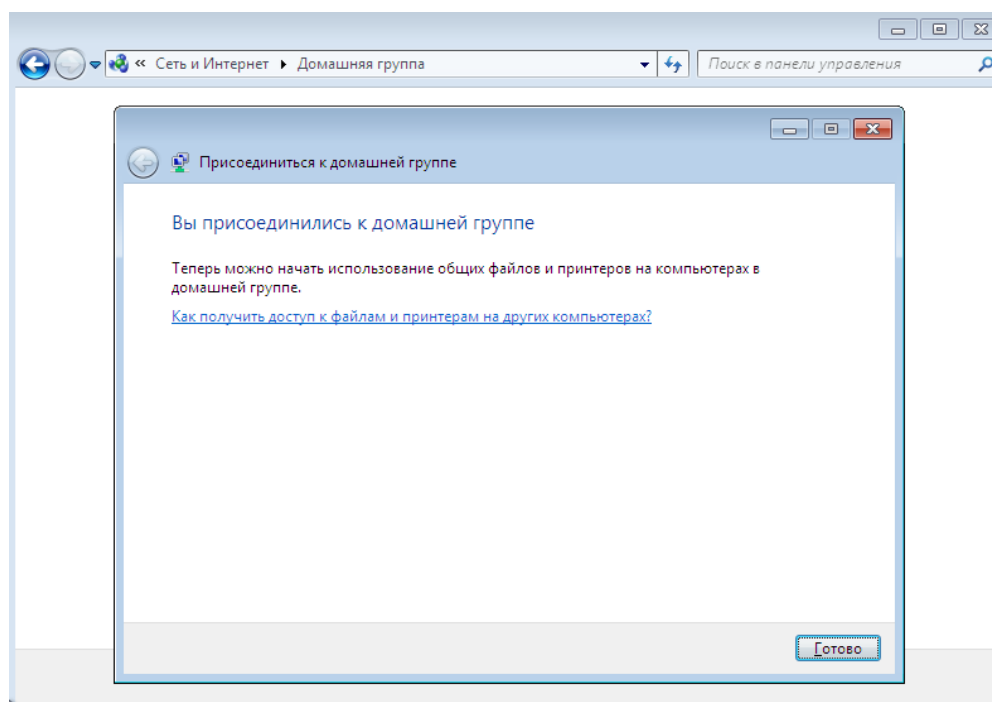 « Сеть и Интернет Домашняя группа Поиск в панели управления
Присоединиться к домашней группе
Вы присоединились к домашней группе
Теперь можно начать использование общих файлов и принтеров на компьютерах в
домашней группе.
Как получить доступ к файлам и принтерам на других компьютерах?
Готово